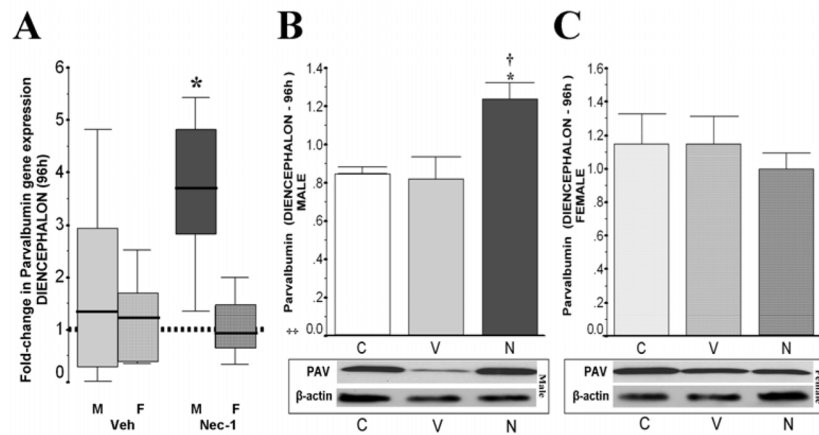 A
Fold-change in Parvalbumin gene expression
DIENCEPHALON (96h)
6
5
4
3
2
1
0
*
M F M F
Veh Nec-1
B
Parvalbumin (DIENCEPHALON - 96h )
MALE
1.4
1.2
1.0
.8
.6
.4
.2
0.0
‡‡
†
*
C V N
PAV
β-actin
Male
C V N
C
Parvalbumin (DIENCEPHALON - 96h)
FEMALE
1.6
1.4
1.2
1.0
.8
.6
.4
.2
0.0
C V N
PAV
β-actin
Female
C V N